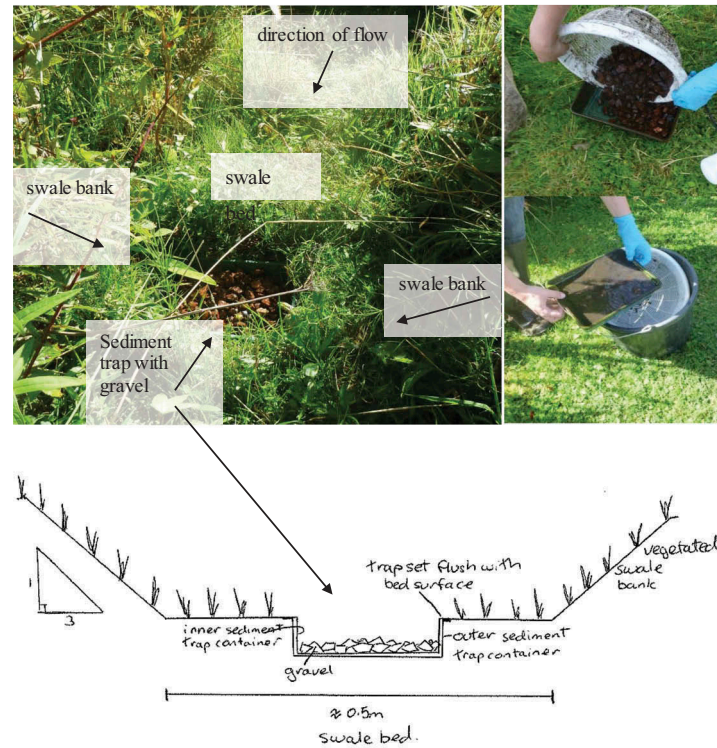 direction of flow
swale bank
swale
bed
swale bank
Sediment
trap with
gravel
1
3
trap set flush with
bed surface
vegetated
swale
bank
inner sediment
trap container
gravel
outer sediment
trap container
≈ 0.5m
swale bed.